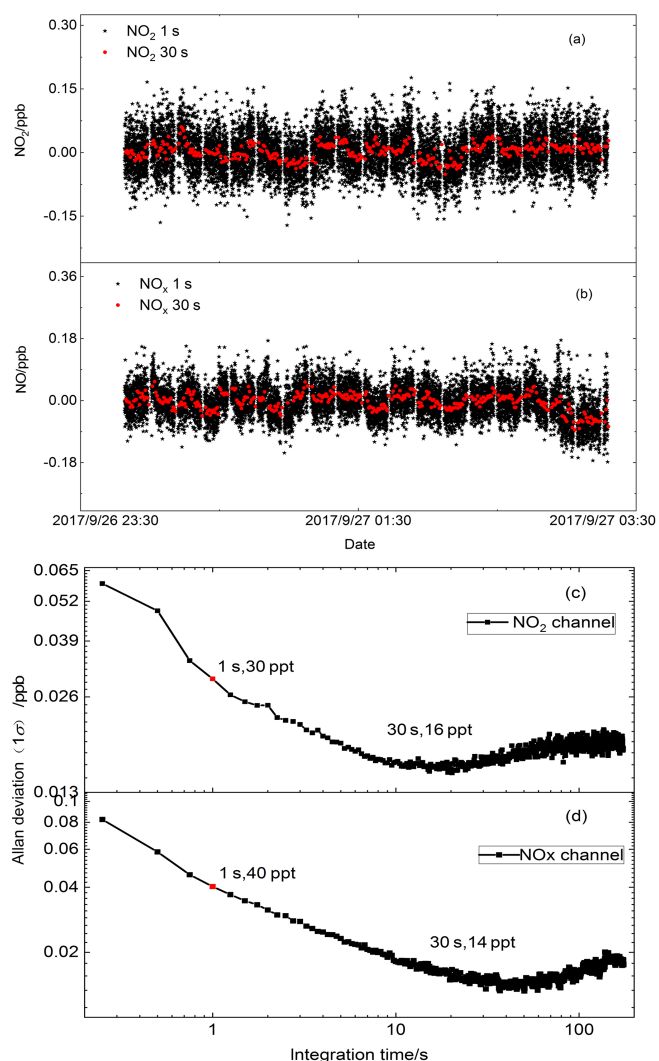 0.30
NO₂ 1 s
(a)
NO₂ 30 s
0.15
0.00
-0.15
NO₂/ppb
0.36
NOₓ 1 s
(b)
NOₓ 30 s
0.18
0.00
-0.18
NO/ppb
2017/9/26 23:30
2017/9/27 01:30
2017/9/27 03:30
Date
0.065
(c)
0.052
NO₂ channel
0.039
1 s,30 ppt
0.026
30 s,16 ppt
0.013
Allan deviation（1σ）/ppb
0.1
(d)
0.08
0.06
NOx channel
1 s,40 ppt
0.04
30 s,14 ppt
0.02
1
10
100
Integration time/s